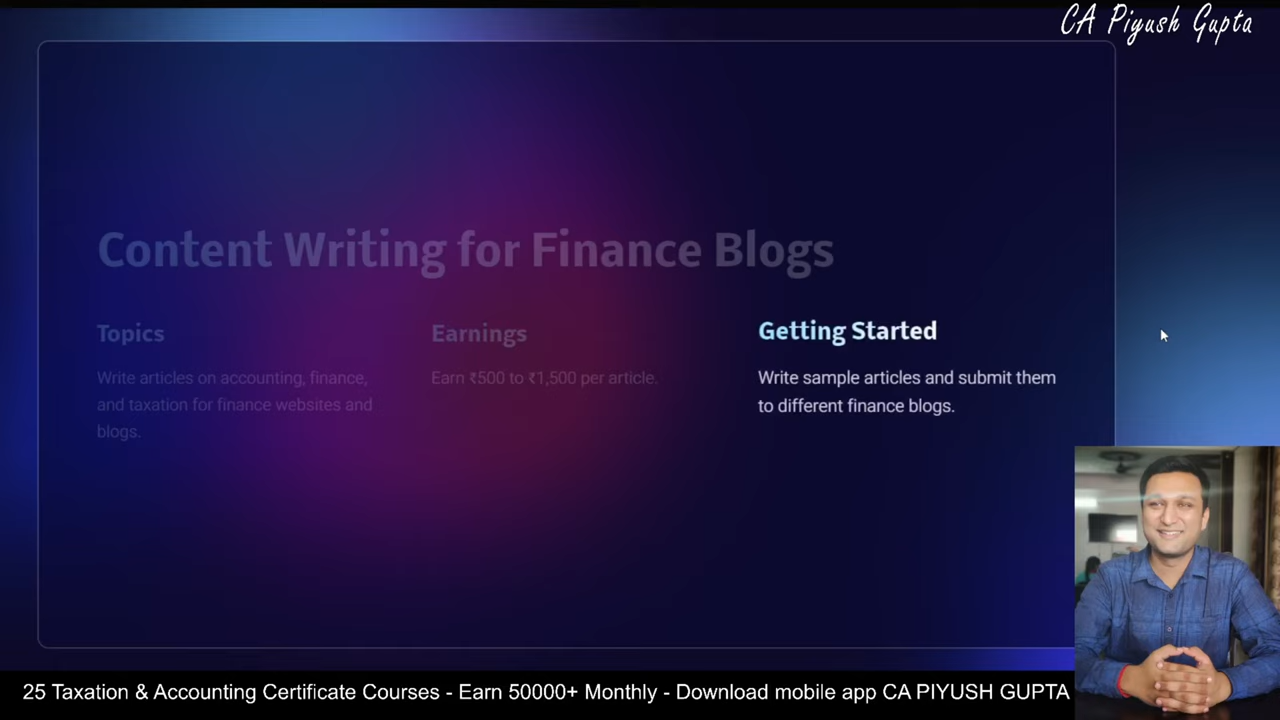 CA Piyush Gupta
Content Writing for Finance Blogs
Topics
Write articles on accounting, finance,
and taxation for finance websites and
blogs.
Earnings
Earn ₹500 to ₹1,500 per article.
Getting Started
Write sample articles and submit them
to different finance blogs.
25 Taxation & Accounting Certificate Courses - Earn 50000+ Monthly - Download mobile app CA PIYUSH GUPTA